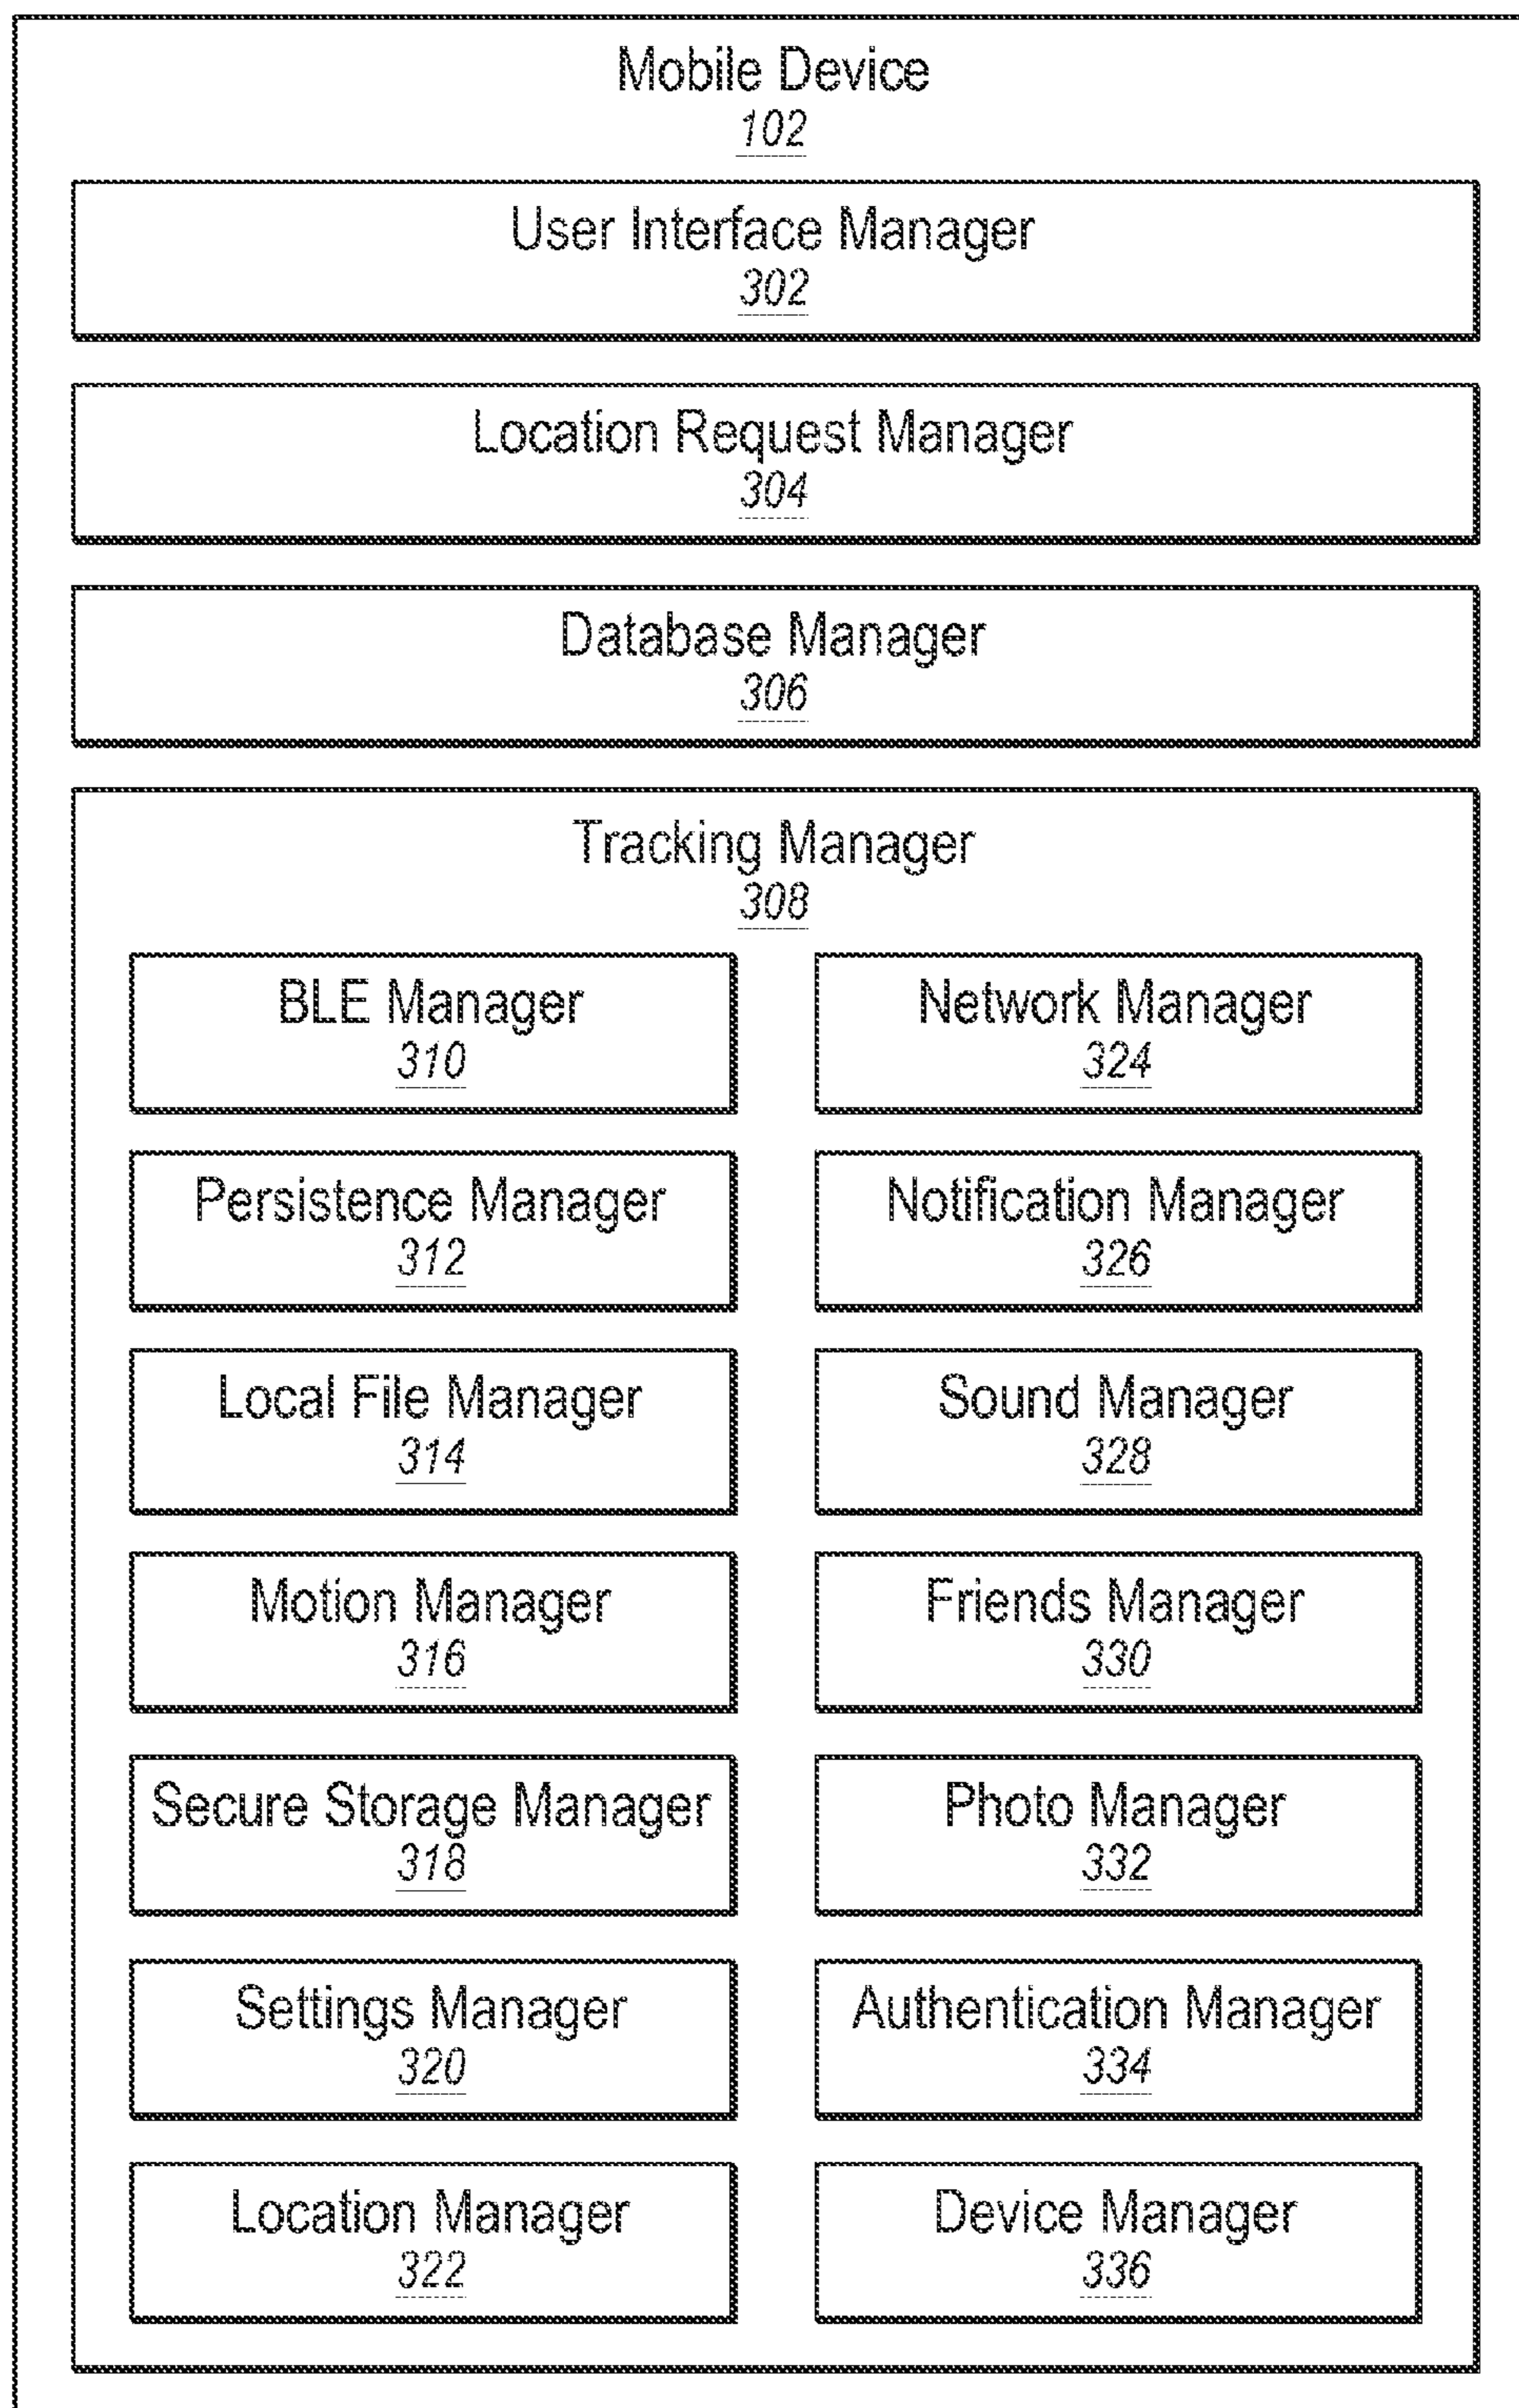 Mobile Device
102
User Interface Manager
302
Location Request Manager
304
Database Manager
306
Tracking Manager
308
BLE Manager
310
Network Manager
324
Persistence Manager
312
Notification Manager
326
Local File Manager
314
Sound Manager
328
Motion Manager
316
Friends Manager
330
Secure Storage Manager
318
Photo Manager
332
Settings Manager
320
Authentication Manager
334
Location Manager
322
Device Manager
336